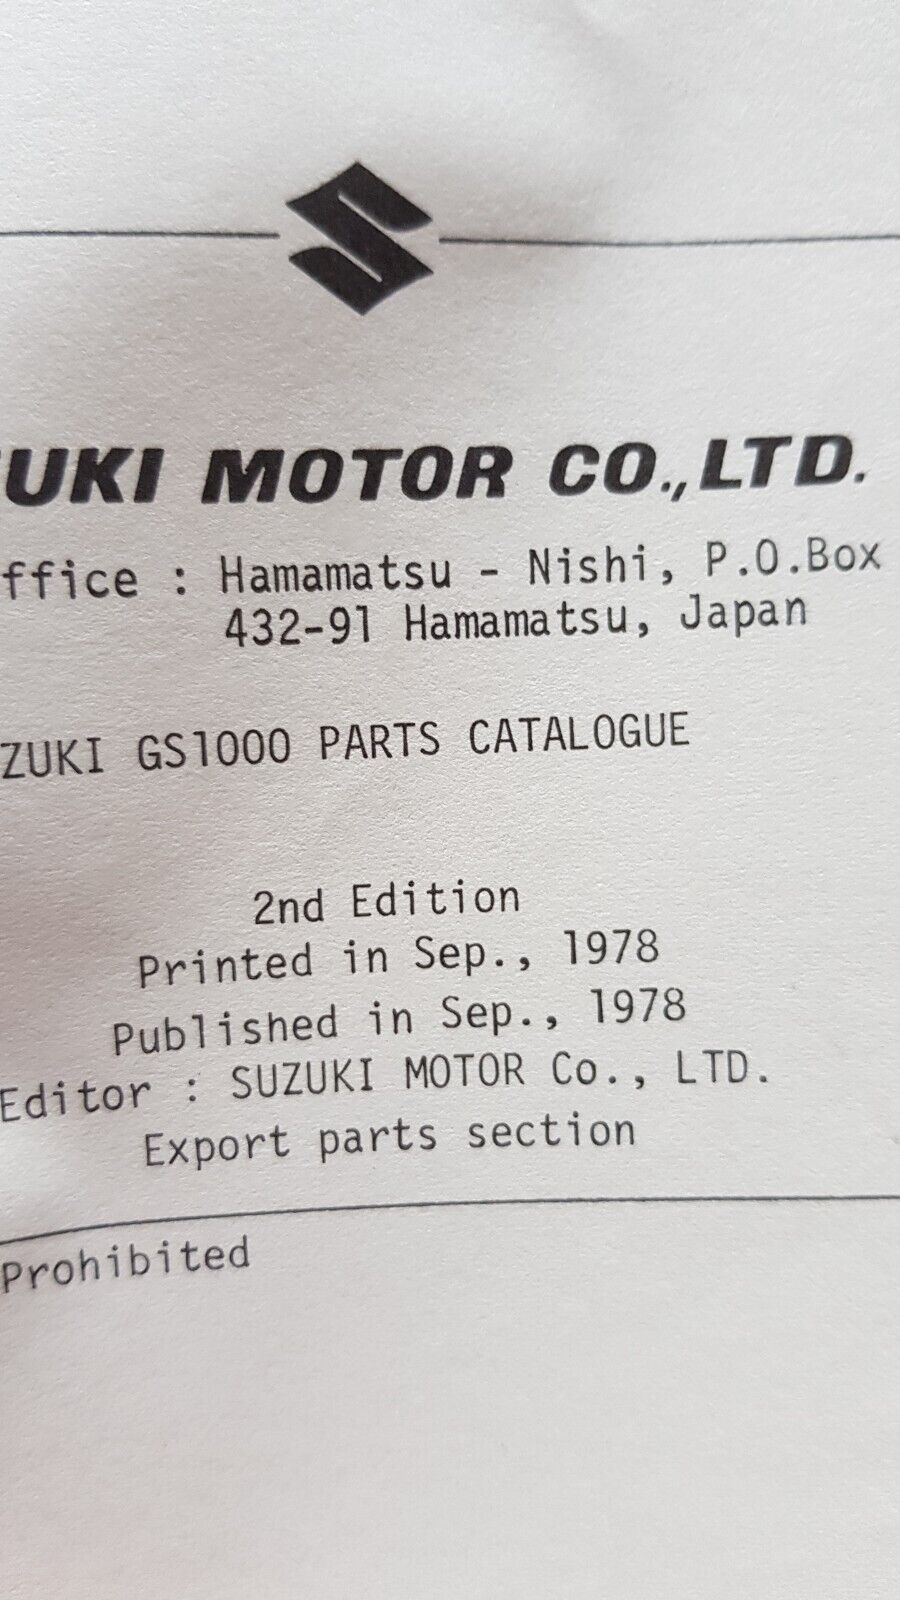 UKI MOTOR CO.,LTD.
ffice : Hamamatsu - Nishi, P.O.Box
432-91 Hamamatsu, Japan
ZUKI GS1000 PARTS CATALOGUE
2nd Edition
Printed in Sep., 1978
Published in Sep., 1978
Editor : SUZUKI MOTOR Co., LTD.
Export parts section
Prohibited